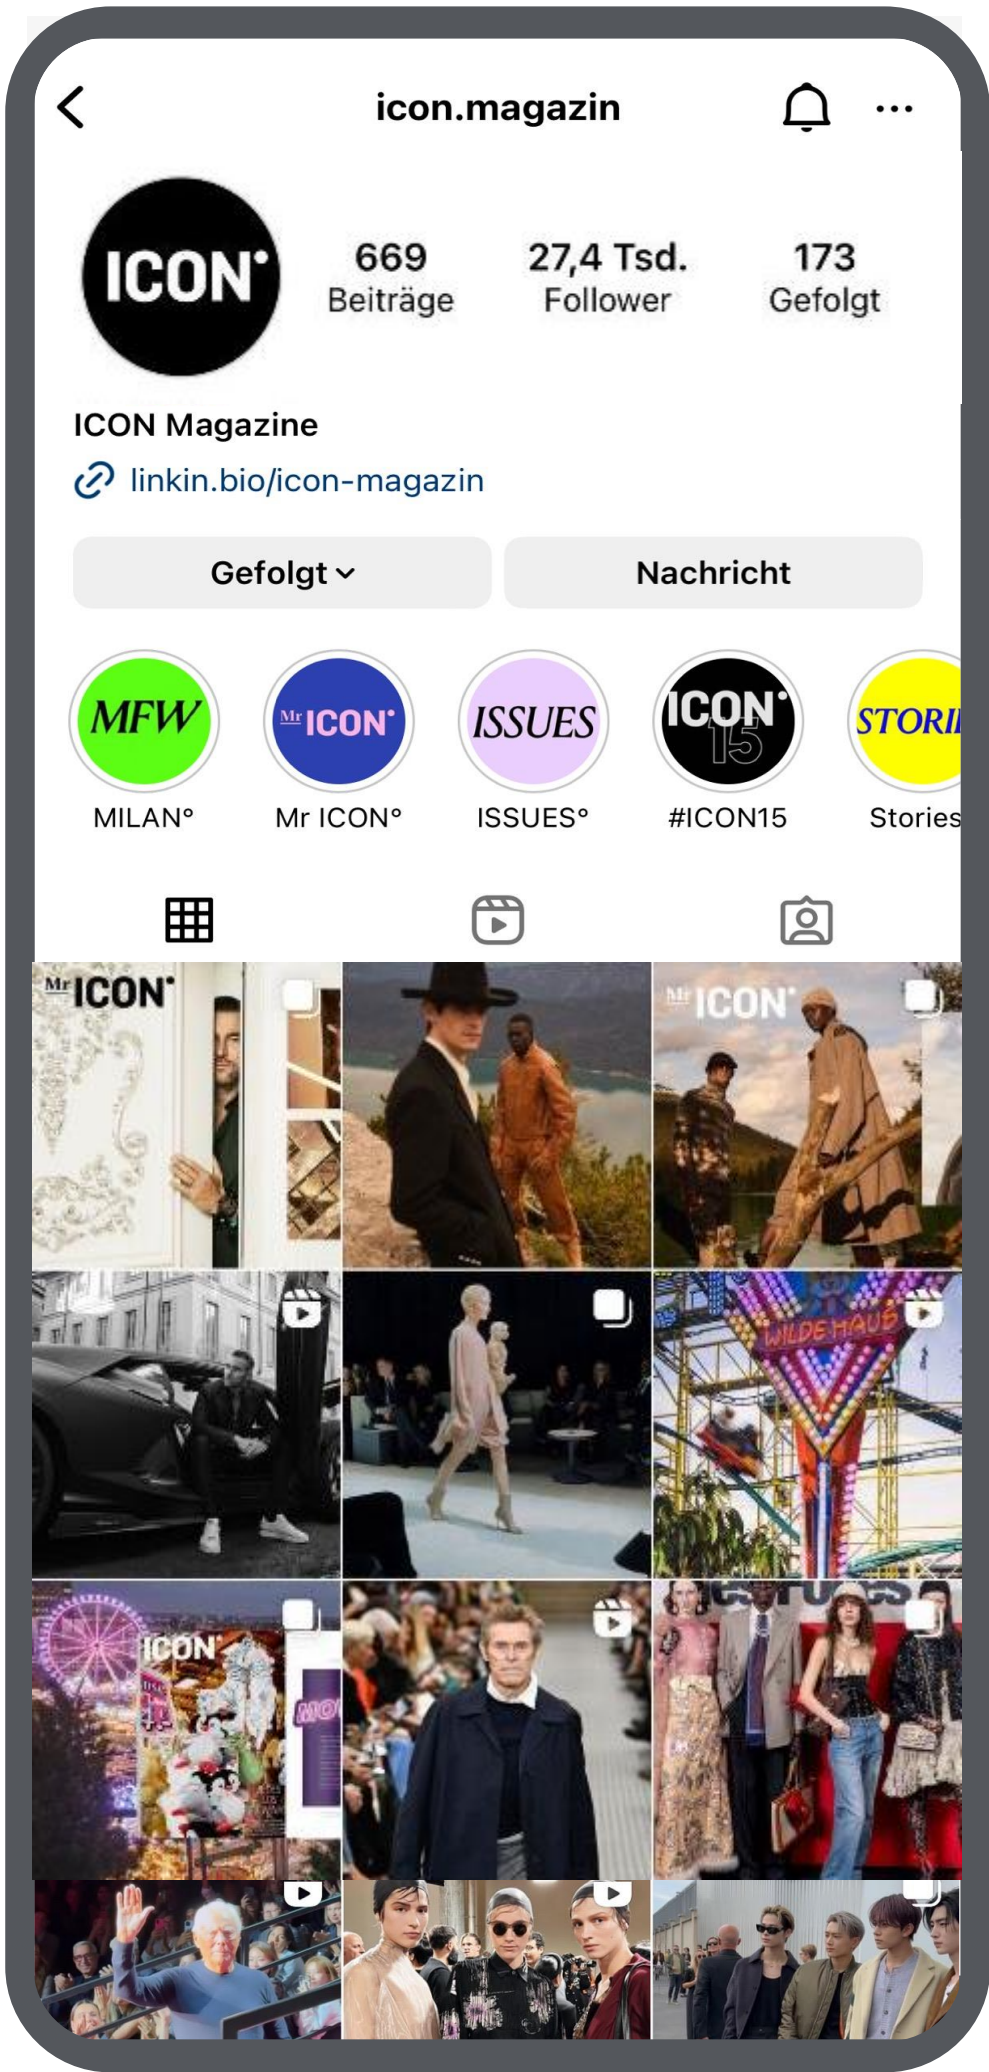 icon.magazin
ICON°
669
27,4 Tsd.
173
Beiträge
Follower
Gefolgt
ICON Magazine
linkin.bio/icon-magazin
Gefolgt
Nachricht
MFW
Mr ICON°
ISSUES
ICON°
15
MILAN°
Mr ICON°
ISSUES°
#ICON15
Stories
Mr ICON°
Mr ICON°
WILDE MAUS
ICON°